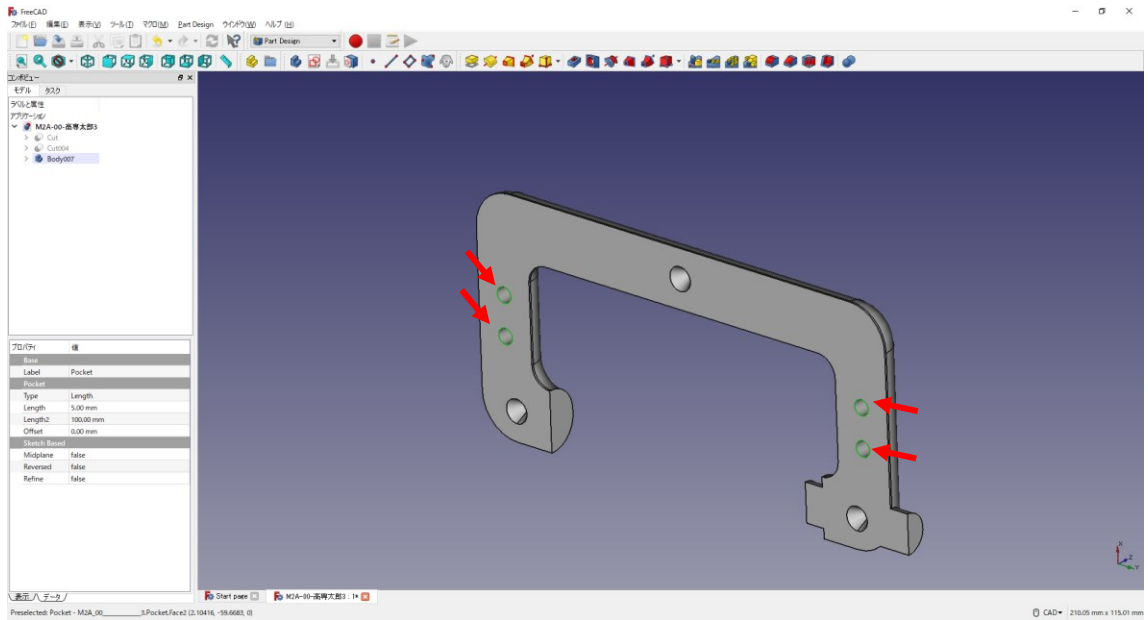 FreeCAD
ファイル(F) 編集(E) 表示(V) ツール(T) マクロ(M) Part Design ウィンドウ(W) ヘルプ(H)
Part Design
コンボビュー
モデル タスク
ラベルと属性
アプリケーション
M2A-00-高専太郎3
Cut
Cut004
Body007
プロパティ 値
Base
Label Pocket
Pocket
Type Length
Length 5.00 mm
Length2 100.00 mm
Offset 0.00 mm
Sketch Based
Midplane false
Reversed false
Refine false
X
Z
Y
表示 データ
Start page M2A-00-高専太郎3 : 1*
Preselected: Pocket - M2A_00_______3.Pocket.Face2 (2.10416, -59.6683, 0) CAD 210.05 mm x 115.01 mm